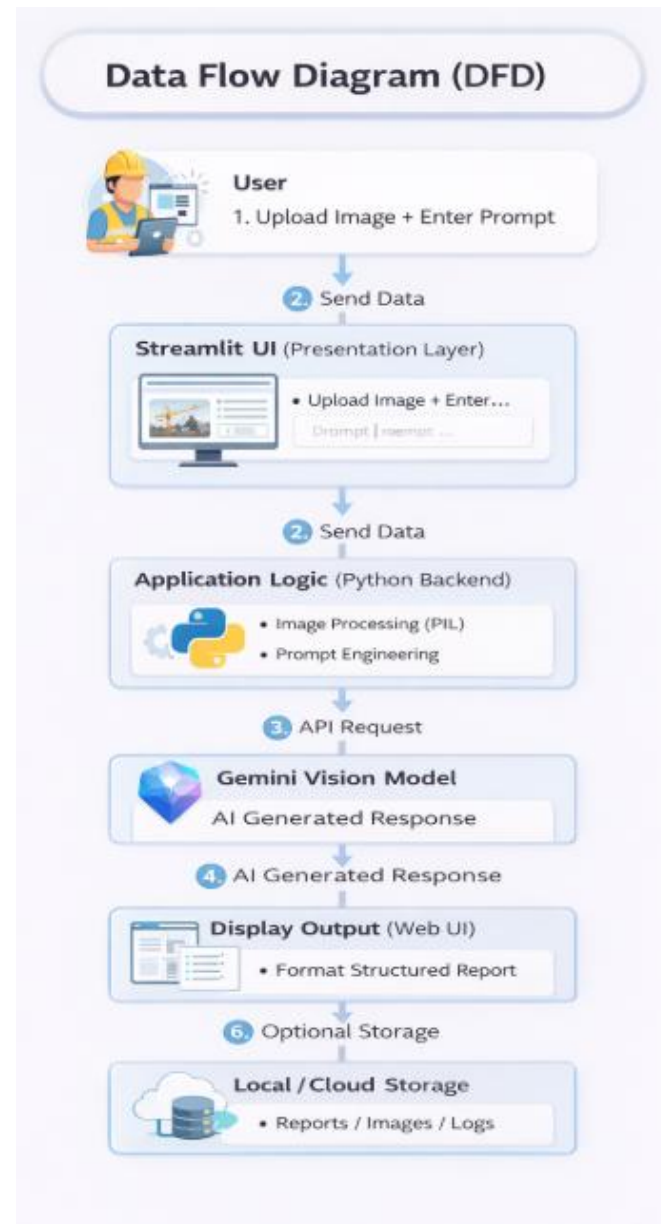 Data Flow Diagram (DFD)
User
1. Upload Image + Enter Prompt
2. Send Data
Streamlit UI (Presentation Layer)
• Upload Image + Enter...
2. Send Data
Application Logic (Python Backend)
• Image Processing (PIL)
• Prompt Engineering
3. API Request
Gemini Vision Model
AI Generated Response
4. AI Generated Response
Display Output (Web UI)
• Format Structured Report
6. Optional Storage
Local / Cloud Storage
• Reports / Images / Logs